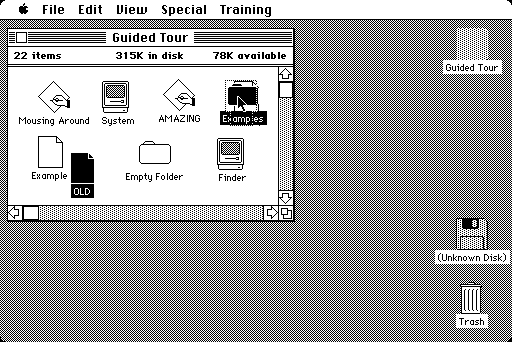 File Edit View Special Training
Guided Tour
22 items 315K in disk 78K available
Mousing Around System AMAZING Examples
Example Empty Folder Finder
OLD
Guided Tour
(Unknown Disk)
Trash